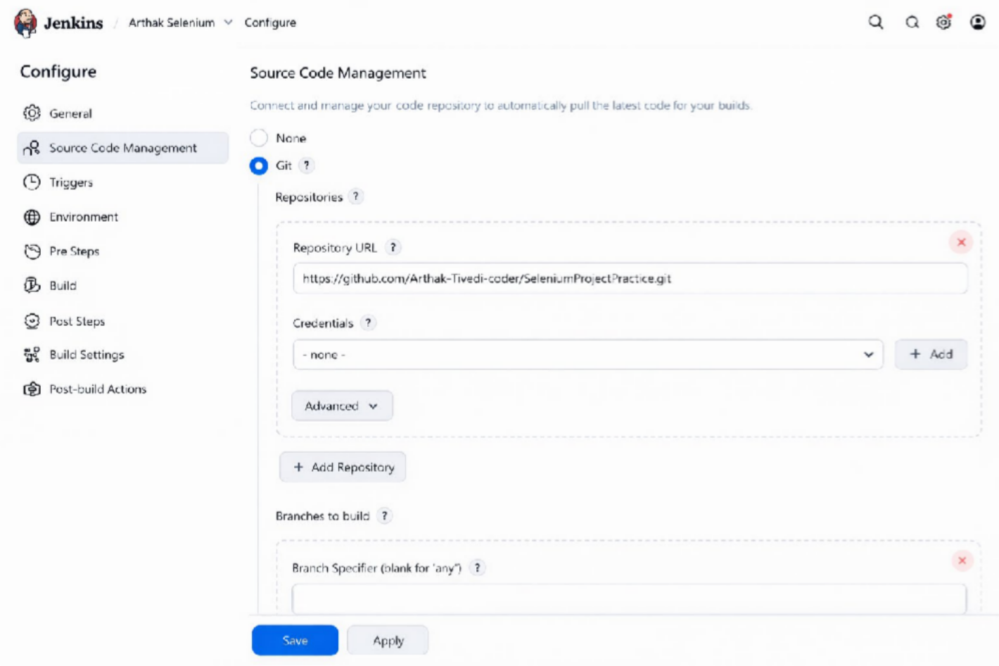 Jenkins / Arthak Selenium Configure
Configure
General
Source Code Management
Triggers
Environment
Pre Steps
Build
Post Steps
Build Settings
Post-build Actions
Source Code Management
Connect and manage your code repository to automatically pull the latest code for your builds.
None
Git ?
Repositories ?
Repository URL ?
https://github.com/Arthak-Tivedi-coder/SeleniumProjectPractice.git
Credentials ?
- none -
+ Add
Advanced
+ Add Repository
Branches to build ?
Branch Specifier (blank for 'any") ?
Save
Apply